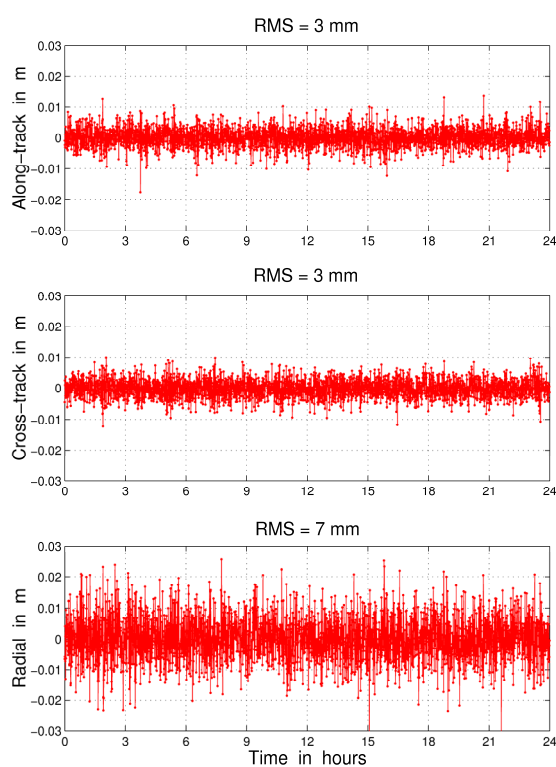 RMS = 3 mm
0.03
0.02
0.01
0
−0.01
−0.02
−0.03
Along−track in m
0 3 6 9 12 15 18 21 24
RMS = 3 mm
0.03
0.02
0.01
0
−0.01
−0.02
−0.03
Cross−track in m
0 3 6 9 12 15 18 21 24
RMS = 7 mm
0.03
0.02
0.01
0
−0.01
−0.02
−0.03
Radial in m
0 3 6 9 12 15 18 21 24
Time in hours